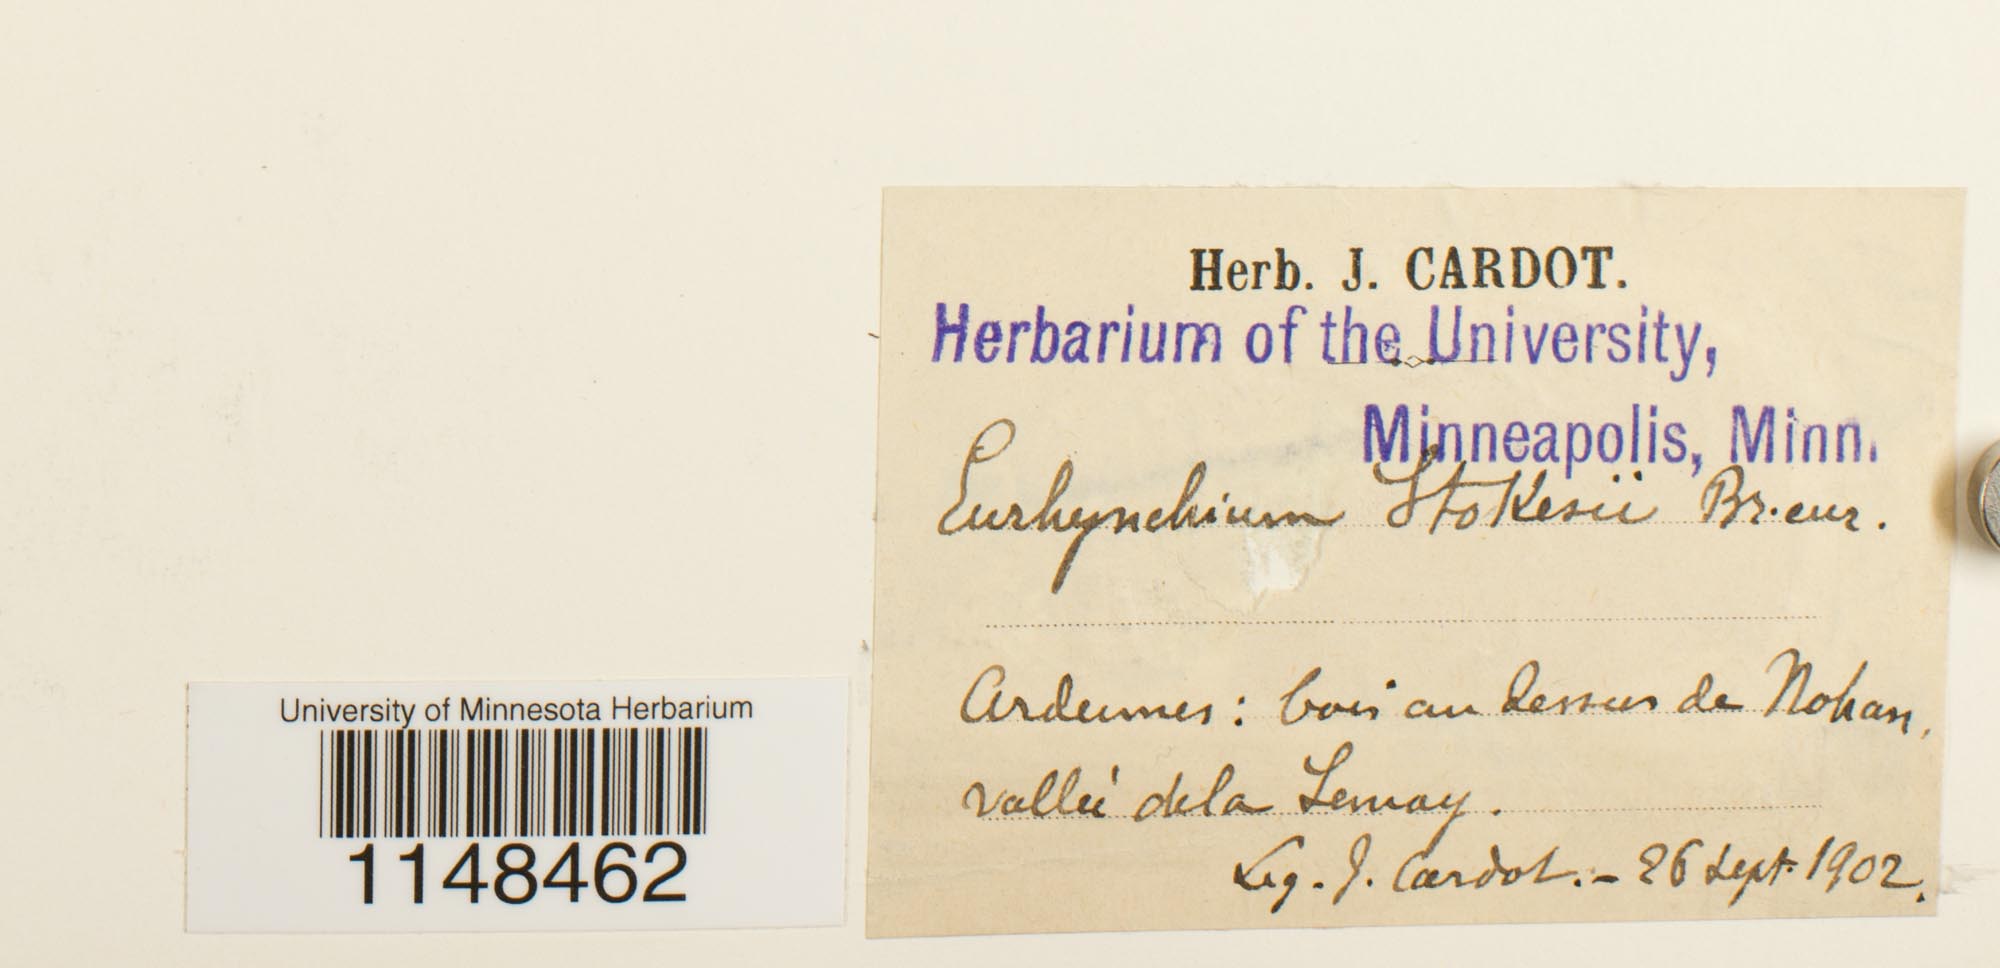 Herb. J. CARDOT.
Herbarium of the University,
Minneapolis, Minn.
Eurhynchium Stokesii Br. eur.
Ardennes : bois au dessus de Nohan,
vallée de la Semoy.
Leg. J. Cardot. - 26 Sept. 1902.
University of Minnesota Herbarium
1148462